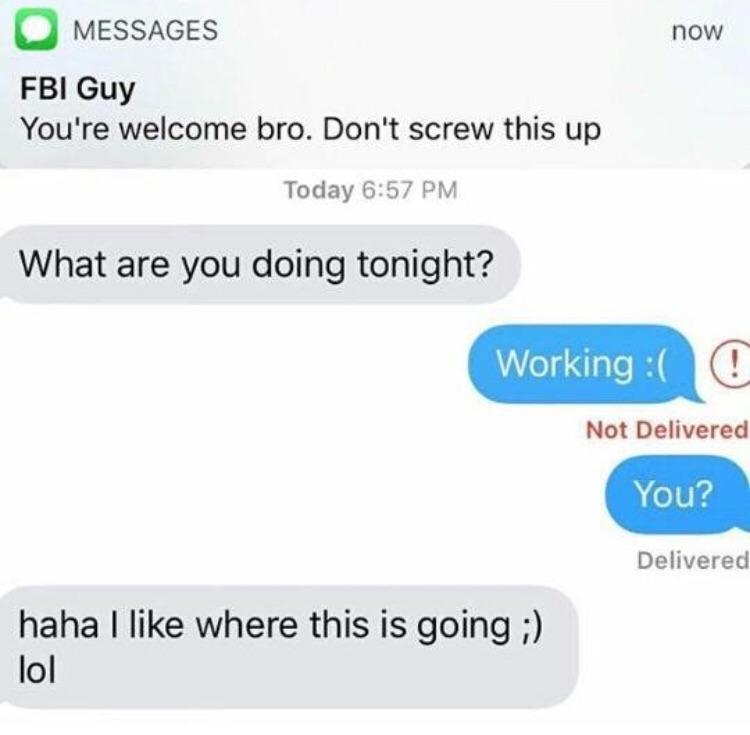 MESSAGES now
FBI Guy
You're welcome bro. Don't screw this up
Today 6:57 PM
What are you doing tonight?
Working :( !
Not Delivered
You?
Delivered
haha I like where this is going ;)
lol